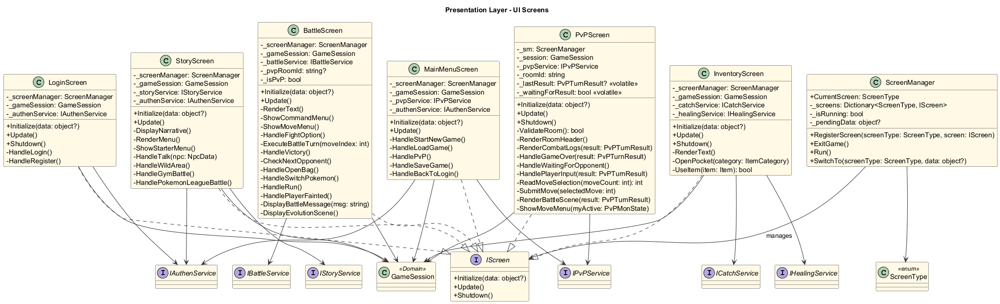 Presentation Layer - UI Screens
C LoginScreen
-_screenManager: ScreenManager
-_gameSession: GameSession
-_authenService: IAuthenService
+Initialize(data: object?)
+Update()
+Shutdown()
-HandleLogin()
-HandleRegister()
C StoryScreen
-_screenManager: ScreenManager
-_gameSession: GameSession
-_storyService: IStoryService
-_authenService: IAuthenService
+Initialize(data: object?)
+Update()
-DisplayNarrative()
-RenderMenu()
-ShowStarterMenu()
-HandleTalk(npc: NpcData)
-HandleWildArea()
-HandleGymBattle()
-HandlePokemonLeagueBattle()
C BattleScreen
-_screenManager: ScreenManager
-_gameSession: GameSession
-_battleService: IBattleService
-_pvpRoomId: string?
-_isPvP: bool
+Initialize(data: object?)
+Update()
-RenderText()
-ShowCommandMenu()
-ShowMoveMenu()
-HandleFightOption()
-ExecuteBattleTurn(moveIndex: int)
-HandleVictory()
-CheckNextOpponent()
-HandleOpenBag()
-HandleSwitchPokemon()
-HandleRun()
-HandlePlayerFainted()
-DisplayBattleMessage(msg: string)
-DisplayEvolutionScene()
C MainMenuScreen
-_screenManager: ScreenManager
-_gameSession: GameSession
-_pvpService: IPvPService
-_authenService: IAuthenService
+Initialize(data: object?)
+Update()
-HandleStartNewGame()
-HandleLoadGame()
-HandlePvP()
-HandleSaveGame()
-HandleBackToLogin()
C PvPScreen
-_sm: ScreenManager
-_session: GameSession
-_pvpService: IPvPService
-_roomId: string
-_lastResult: PvPTurnResult? «volatile»
-_waitingForResult: bool «volatile»
+Initialize(data: object?)
+Update()
+Shutdown()
-ValidateRoom(): bool
-RenderRoomHeader()
-RenderCombatLogs(result: PvPTurnResult)
-HandleGameOver(result: PvPTurnResult)
-HandleWaitingForOpponent()
-HandlePlayerInput(result: PvPTurnResult)
-ReadMoveSelection(moveCount: int): int
-SubmitMove(selectedMove: int)
-RenderBattleScene(result: PvPTurnResult)
-ShowMoveMenu(myActive: PvPMonState)
C InventoryScreen
-_screenManager: ScreenManager
-_gameSession: GameSession
-_catchService: ICatchService
-_healingService: IHealingService
+Initialize(data: object?)
+Update()
+Shutdown()
-RenderText()
-OpenPocket(category: ItemCategory)
-UseItem(item: Item): bool
C ScreenManager
+CurrentScreen: ScreenType
-_screens: Dictionary<ScreenType, IScreen>
-_isRunning: bool
-_pendingData: object?
+RegisterScreen(screenType: ScreenType, screen: IScreen)
+ExitGame()
+Run()
+SwitchTo(screenType: ScreenType, data: object?)
manages
I IAuthenService
I IBattleService
I IStoryService
«Domain»
C GameSession
I IScreen
+Initialize(data: object?)
+Update()
+Shutdown()
I IPvPService
I ICatchService
I IHealingService
«enum»
C ScreenType